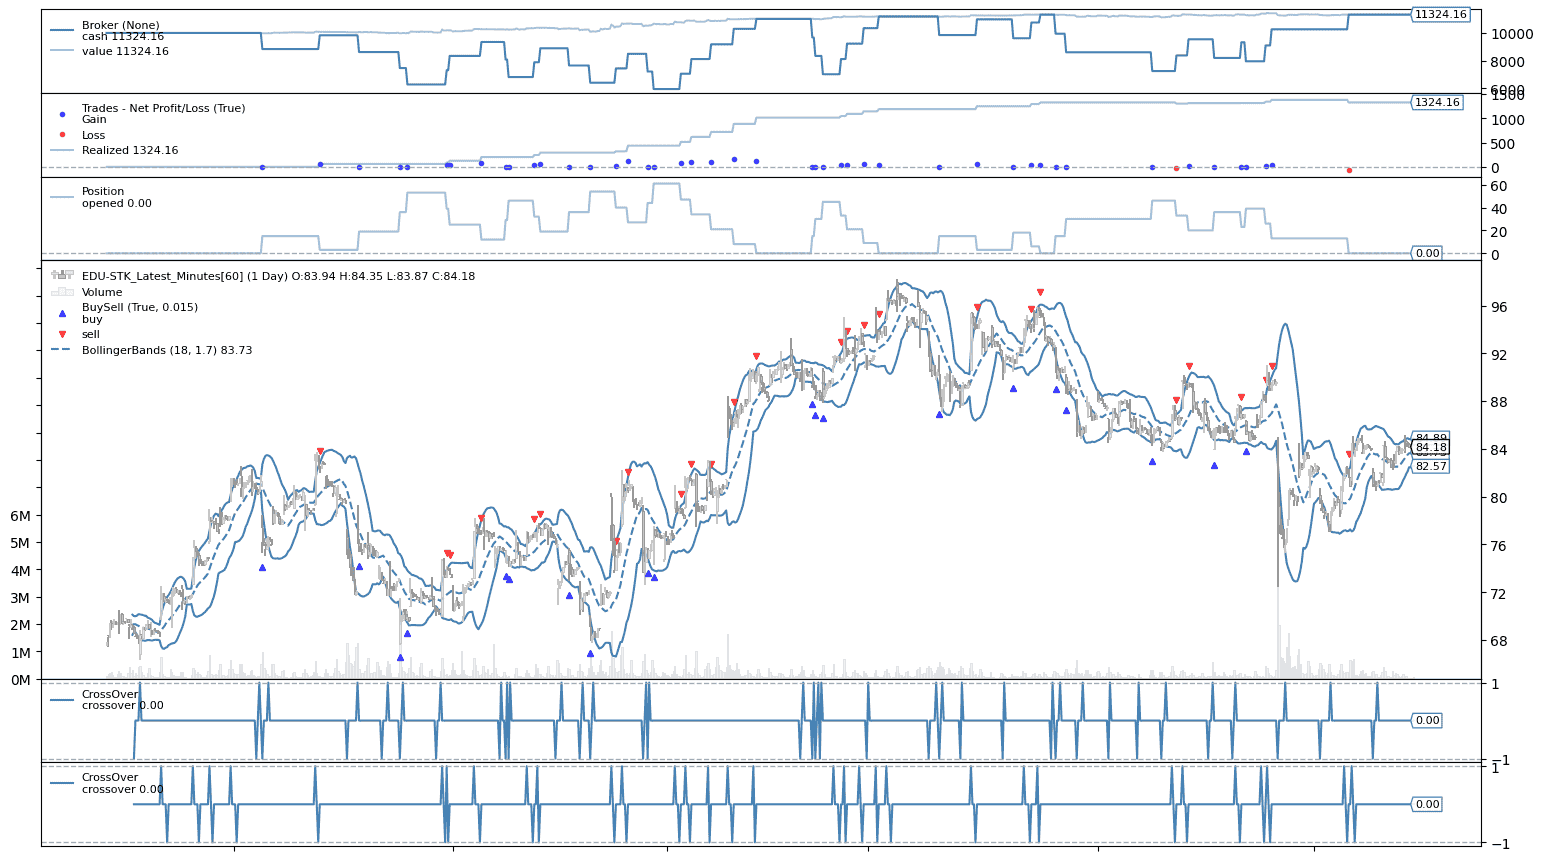 Broker (None)
cash 11324.16
value 11324.16
11324.16
10000
8000
6000
Trades - Net Profit/Loss (True)
Gain
Loss
Realized 1324.16
1500
1324.16
1000
500
0
Position
opened 0.00
60
40
20
0
0.00
EDU-STK_Latest_Minutes[60] (1 Day) O:83.94 H:84.35 L:83.87 C:84.18
Volume
BuySell (True, 0.015)
buy
sell
BollingerBands (18, 1.7) 83.73
96
92
88
84
80
76
72
68
84.89
84.18
82.57
6M
5M
4M
3M
2M
1M
0M
CrossOver
crossover 0.00
1
0.00
−1
CrossOver
crossover 0.00
1
0.00
−1